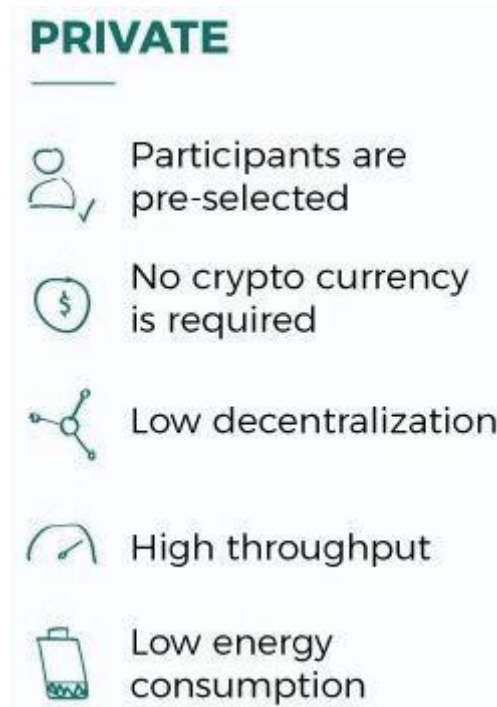 PRIVATE
Participants are
pre-selected
No crypto currency
is required
$
Low decentralization
High throughput
Low energy
consumption